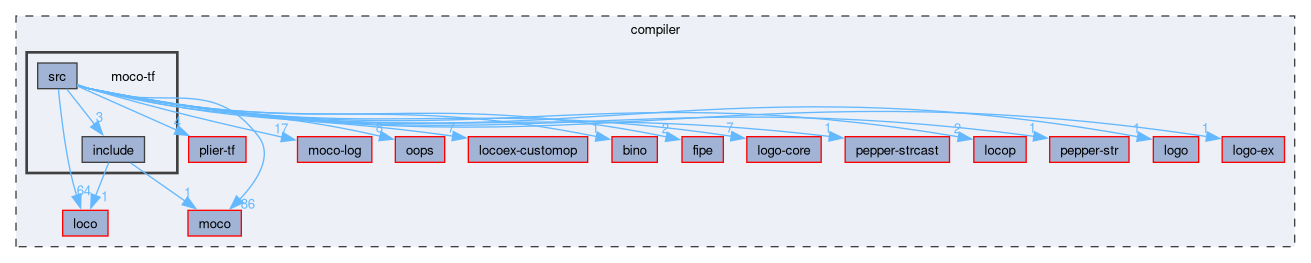 compiler
src
moco-tf
3
17
7
1
2
7
1
2
1
1
1
include
plier-tf
moco-log
oops
locoex-customop
bino
fipe
logo-core
pepper-strcast
locop
pepper-str
logo
logo-ex
64
1
1
86
loco
moco